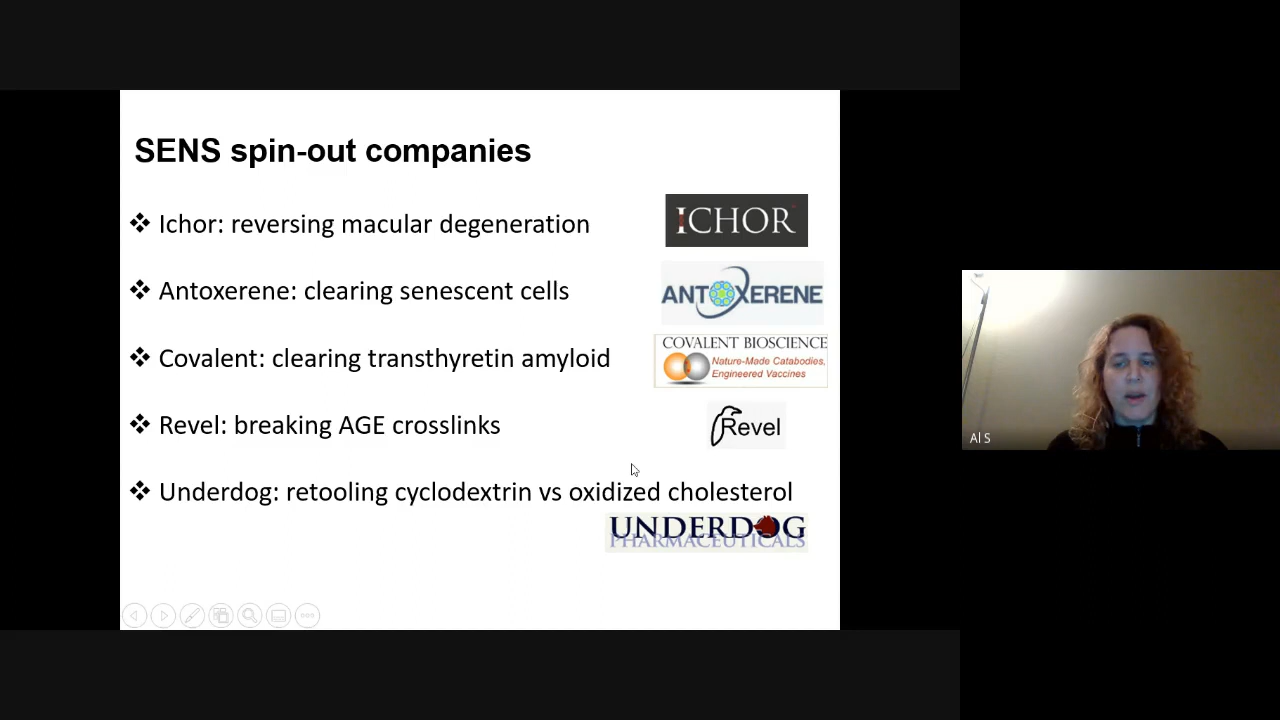 SENS spin-out companies
❖ Ichor: reversing macular degeneration
ICHOR
❖ Antoxerene: clearing senescent cells
ANTOXERENE
❖ Covalent: clearing transthyretin amyloid
COVALENT BIOSCIENCE
Nature-Made Catabodies,
Engineered Vaccines
❖ Revel: breaking AGE crosslinks
Revel
❖ Underdog: retooling cyclodextrin vs oxidized cholesterol
UNDERDOG
PHARMACEUTICALS
Al S